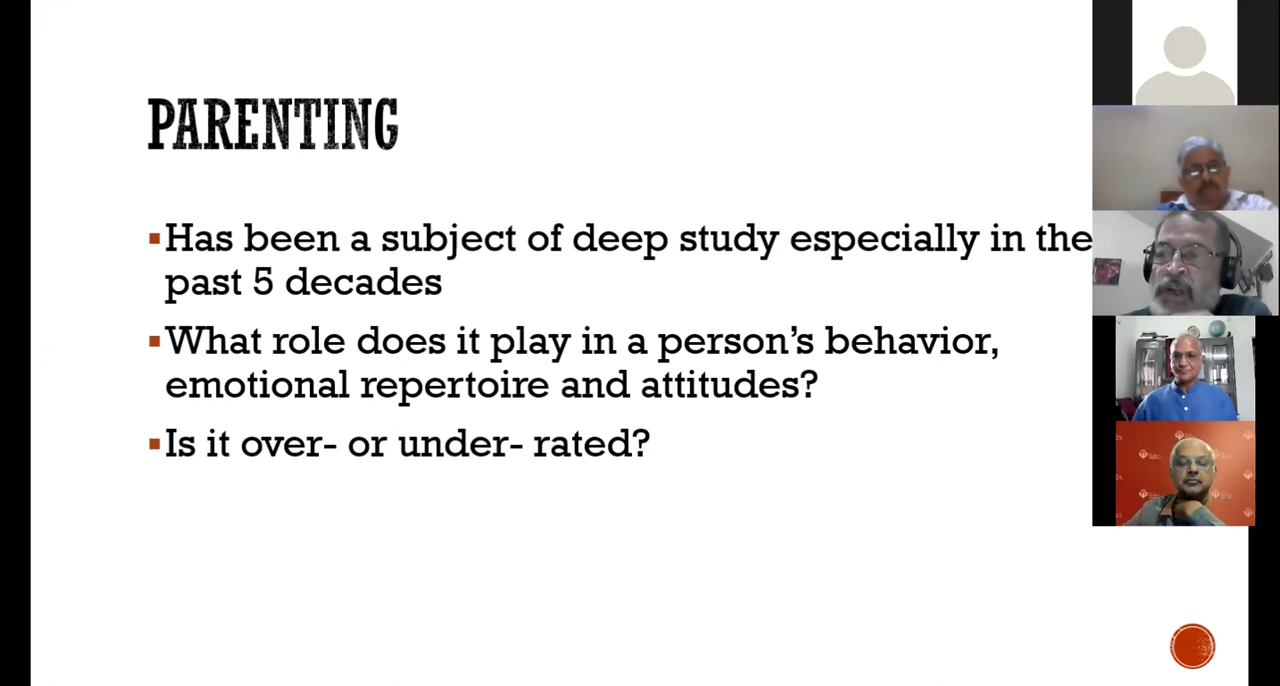 PARENTING
▪Has been a subject of deep study especially in the
past 5 decades
▪What role does it play in a person’s behavior,
emotional repertoire and attitudes?
▪Is it over- or under- rated?